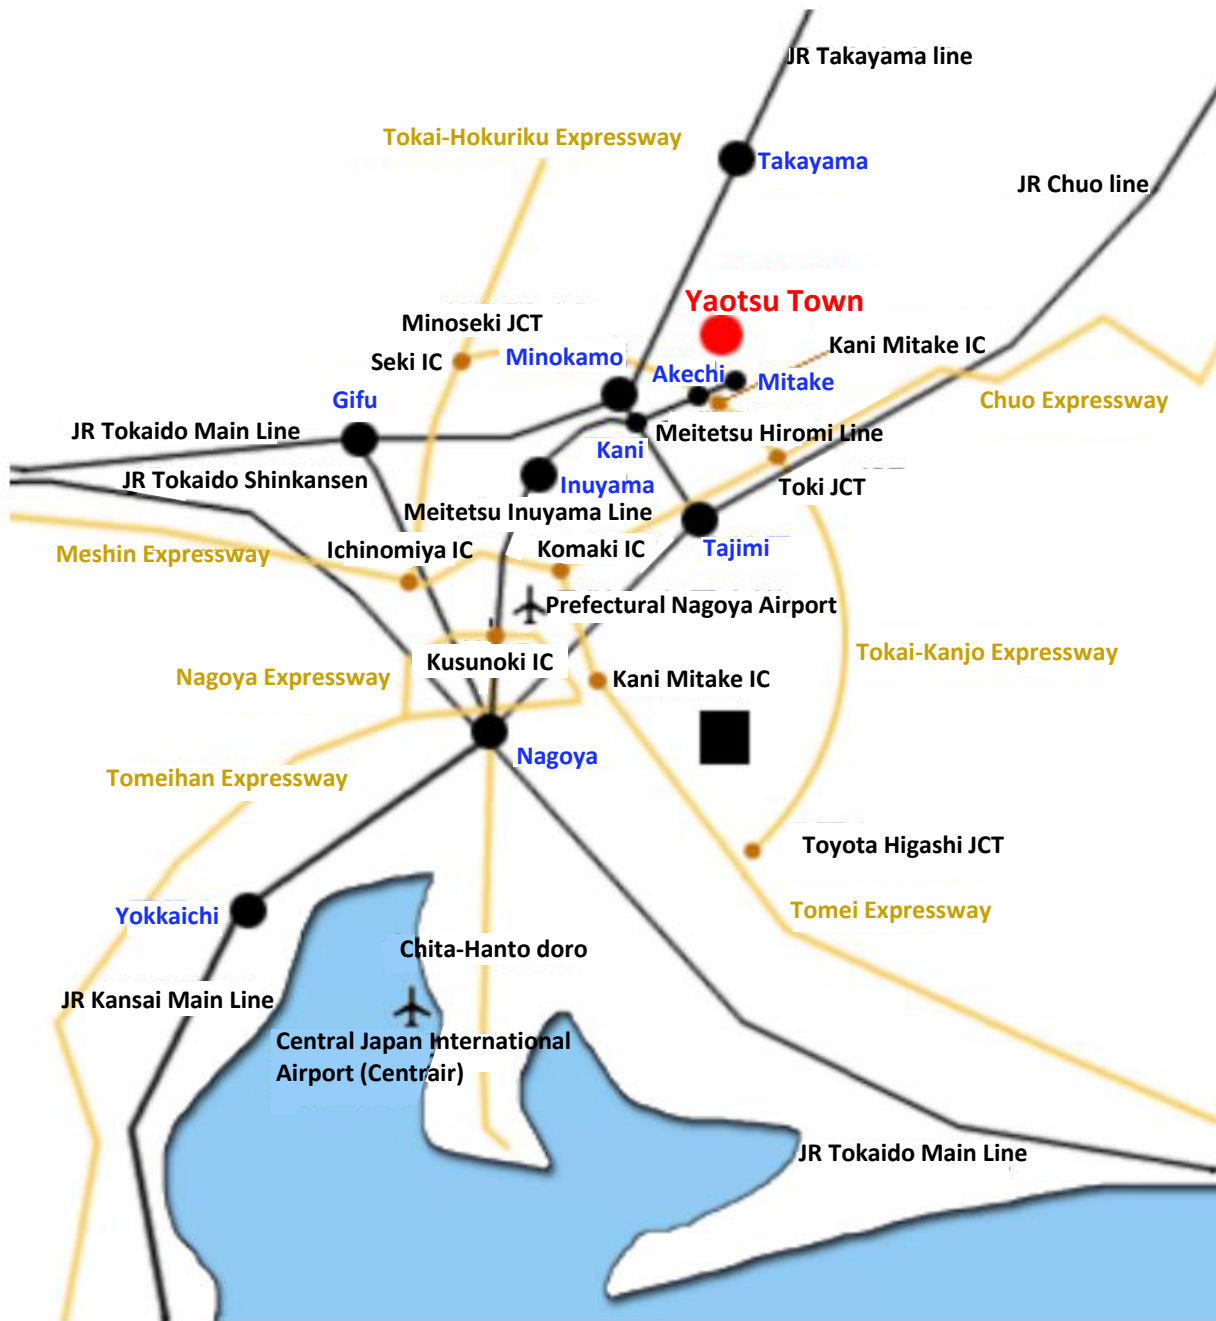 JR Takayama line
Tokai-Hokuriku Expressway
Takayama
JR Chuo line
Yaotsu Town
Minoseki JCT
Kani Mitake IC
Seki IC
Minokamo
Akechi
Mitake
Gifu
Chuo Expressway
JR Tokaido Main Line
Meitetsu Hiromi Line
Kani
JR Tokaido Shinkansen
Inuyama
Toki JCT
Meitetsu Inuyama Line
Meshin Expressway
Ichinomiya IC
Komaki IC
Tajimi
Prefectural Nagoya Airport
Tokai-Kanjo Expressway
Kusunoki IC
Nagoya Expressway
Kani Mitake IC
Nagoya
Tomeihan Expressway
Toyota Higashi JCT
Yokkaichi
Tomei Expressway
Chita-Hanto doro
JR Kansai Main Line
Central Japan International
Airport (Centrair)
JR Tokaido Main Line